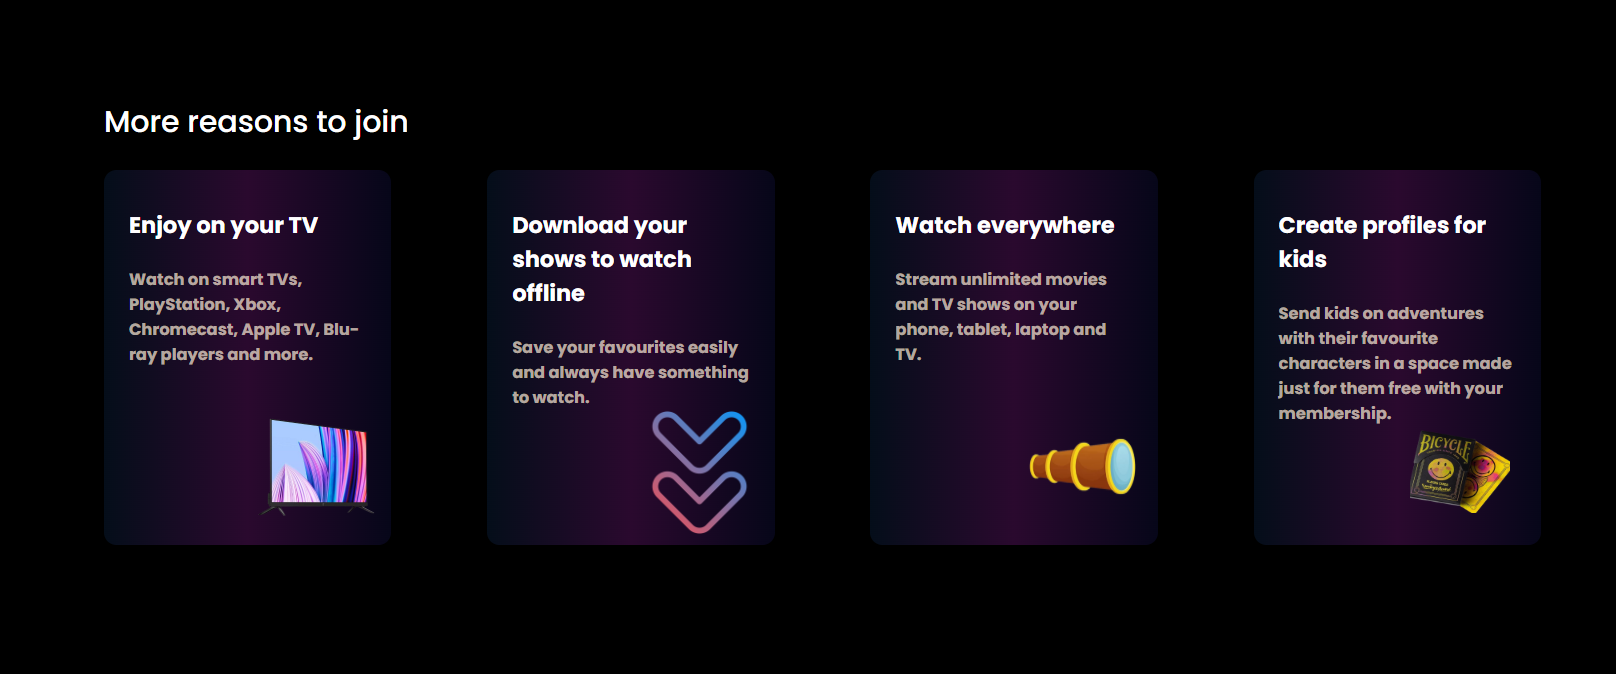 More reasons to join
Enjoy on your TV
Watch on smart TVs,
PlayStation, Xbox,
Chromecast, Apple TV, Blu-
ray players and more.
Download your
shows to watch
offline
Save your favourites easily
and always have something
to watch.
Watch everywhere
Stream unlimited movies
and TV shows on your
phone, tablet, laptop and
TV.
Create profiles for
kids
Send kids on adventures
with their favourite
characters in a space made
just for them free with your
membership.
BICYCLE